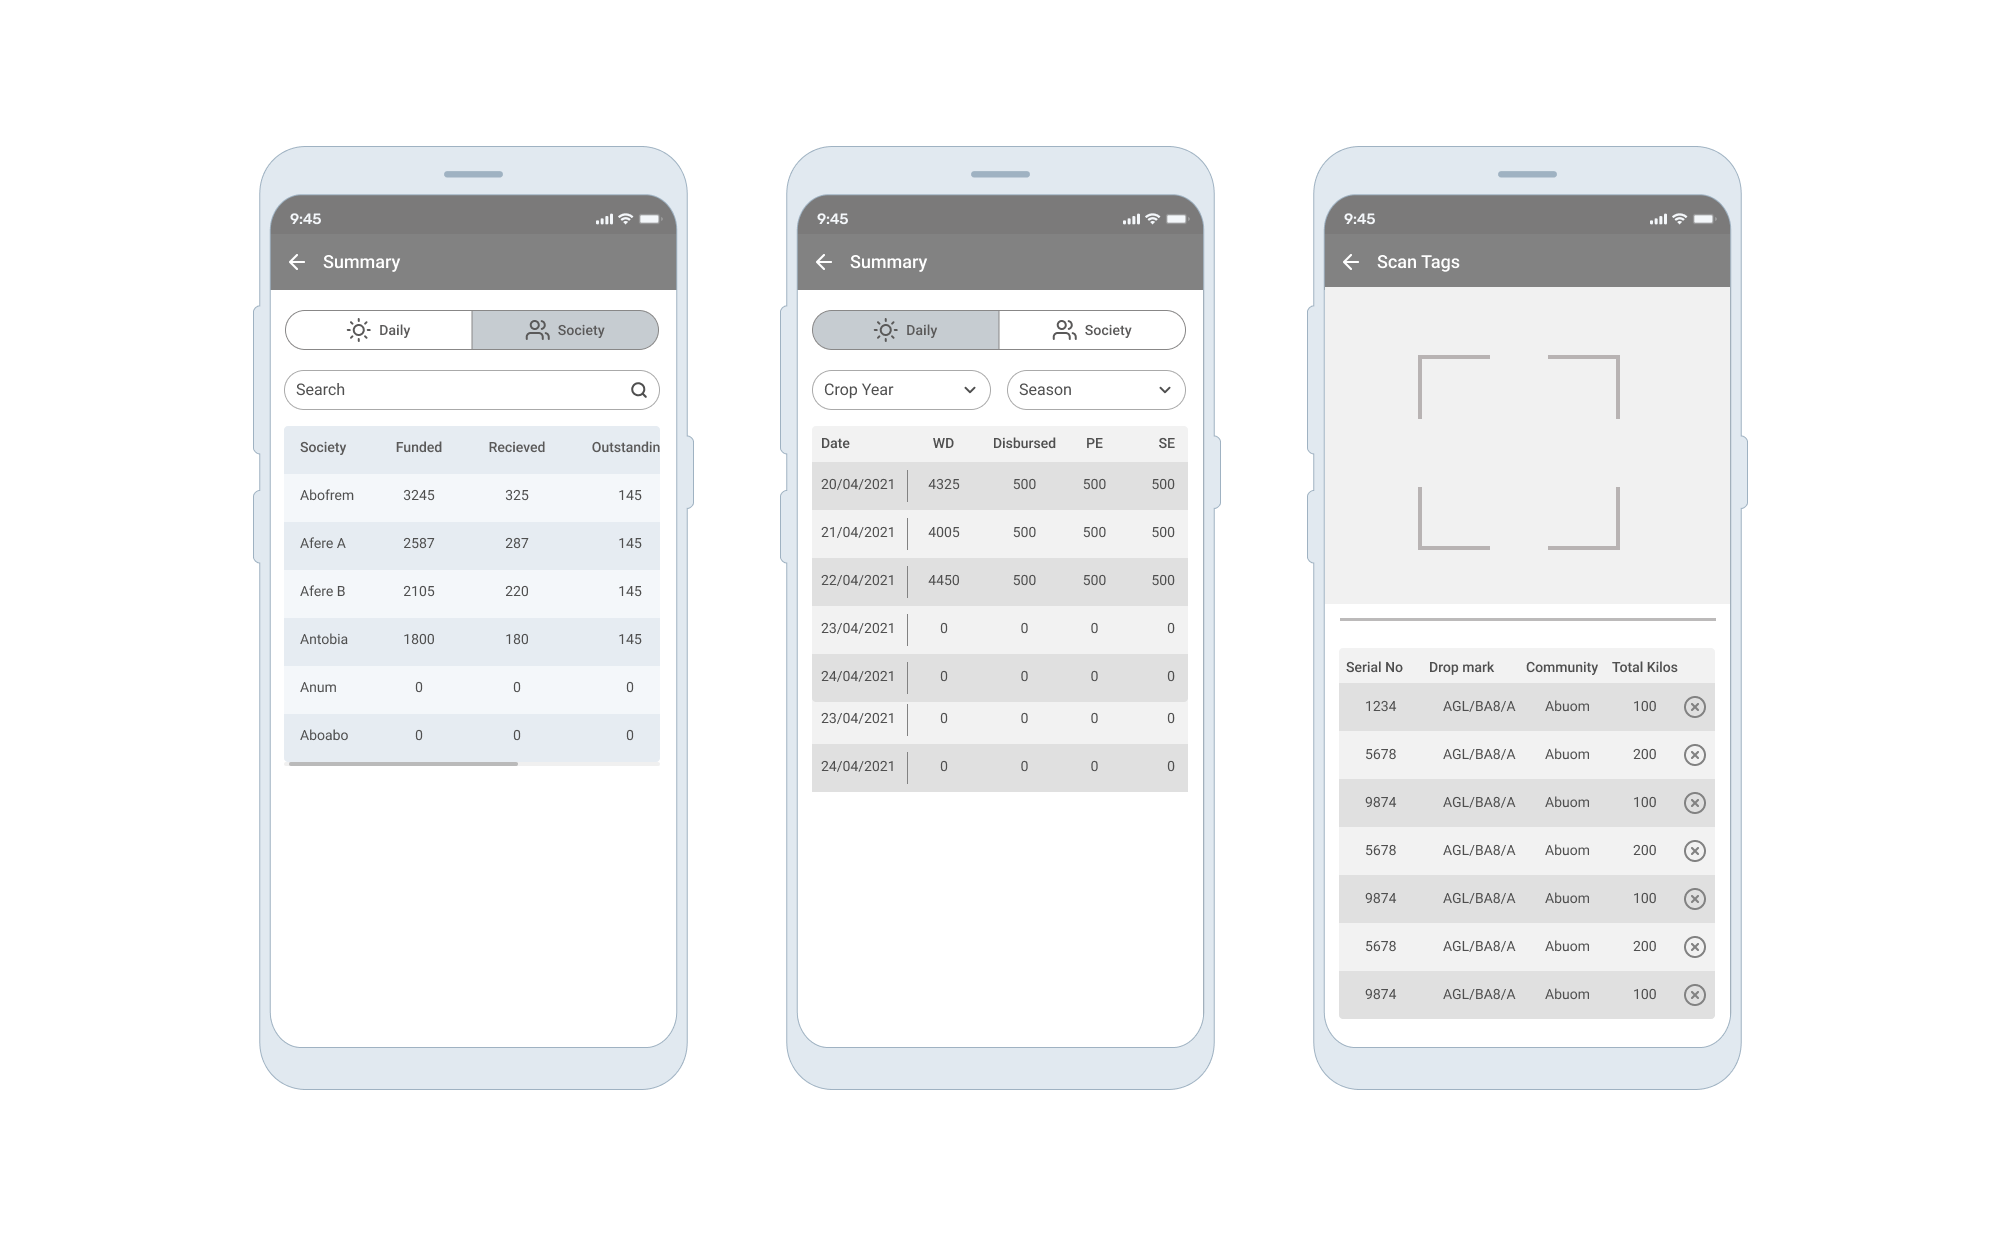 9:45
Summary
Daily Society
Search
Society Funded Recieved Outstandin
Abofrem 3245 325 145
Afere A 2587 287 145
Afere B 2105 220 145
Antobia 1800 180 145
Anum 0 0 0
Aboabo 0 0 0
9:45
Summary
Daily Society
Crop Year Season
Date WD Disbursed PE SE
20/04/2021 4325 500 500 500
21/04/2021 4005 500 500 500
22/04/2021 4450 500 500 500
23/04/2021 0 0 0 0
24/04/2021 0 0 0 0
23/04/2021 0 0 0 0
24/04/2021 0 0 0 0
9:45
Scan Tags
Serial No Drop mark Community Total Kilos
1234 AGL/BA8/A Abuom 100
5678 AGL/BA8/A Abuom 200
9874 AGL/BA8/A Abuom 100
5678 AGL/BA8/A Abuom 200
9874 AGL/BA8/A Abuom 100
5678 AGL/BA8/A Abuom 200
9874 AGL/BA8/A Abuom 100